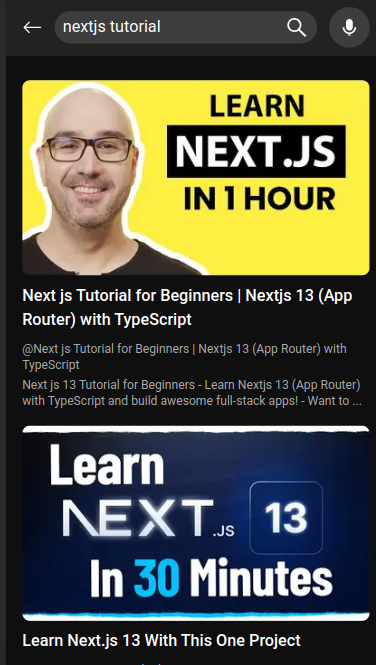 nextjs tutorial
LEARN
NEXT.JS
IN 1 HOUR
Next js Tutorial for Beginners | Nextjs 13 (App
Router) with TypeScript
@Next js Tutorial for Beginners | Nextjs 13 (App Router) with
TypeScript
Next js 13 Tutorial for Beginners - Learn Nextjs 13 (App Router)
with TypeScript and build awesome full-stack apps! - Want to ...
Learn
NEXT.JS 13
In 30 Minutes
Learn Next.js 13 With This One Project